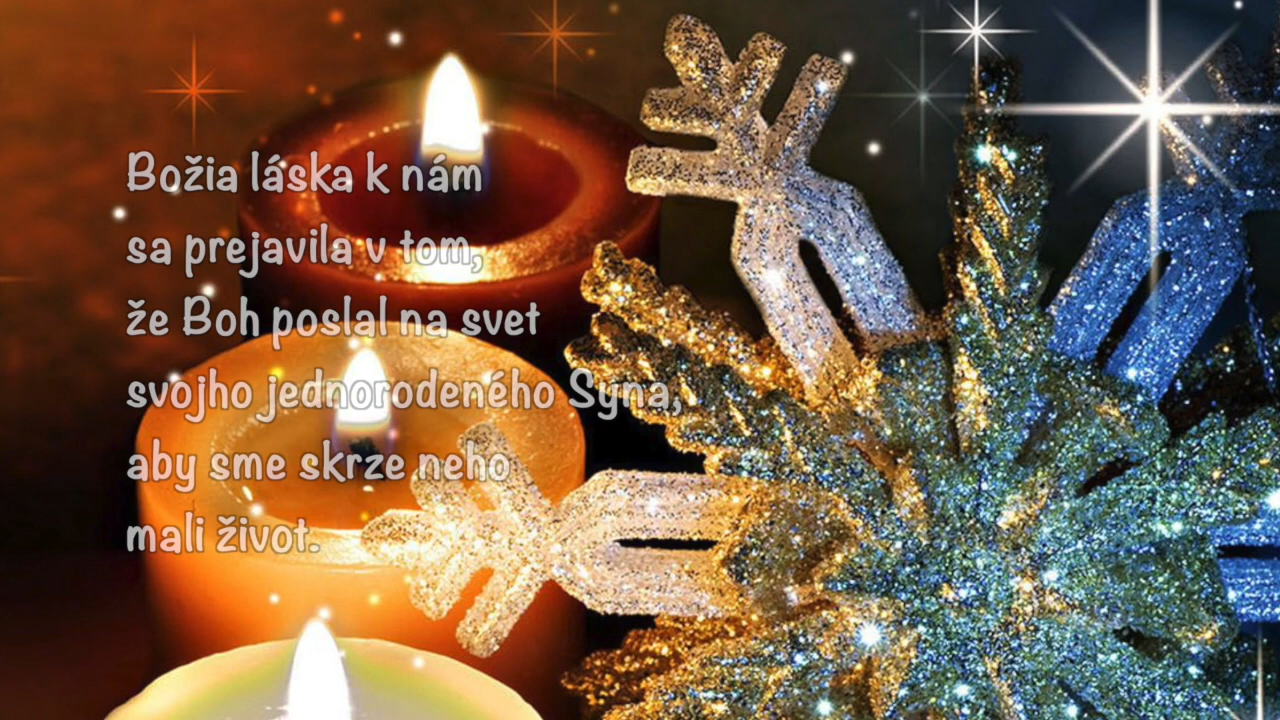 Božia láska k nám
sa prejavila v tom,
že Boh poslal na svet
svojho jednorodeného Syna,
aby sme skrze neho
mali život.